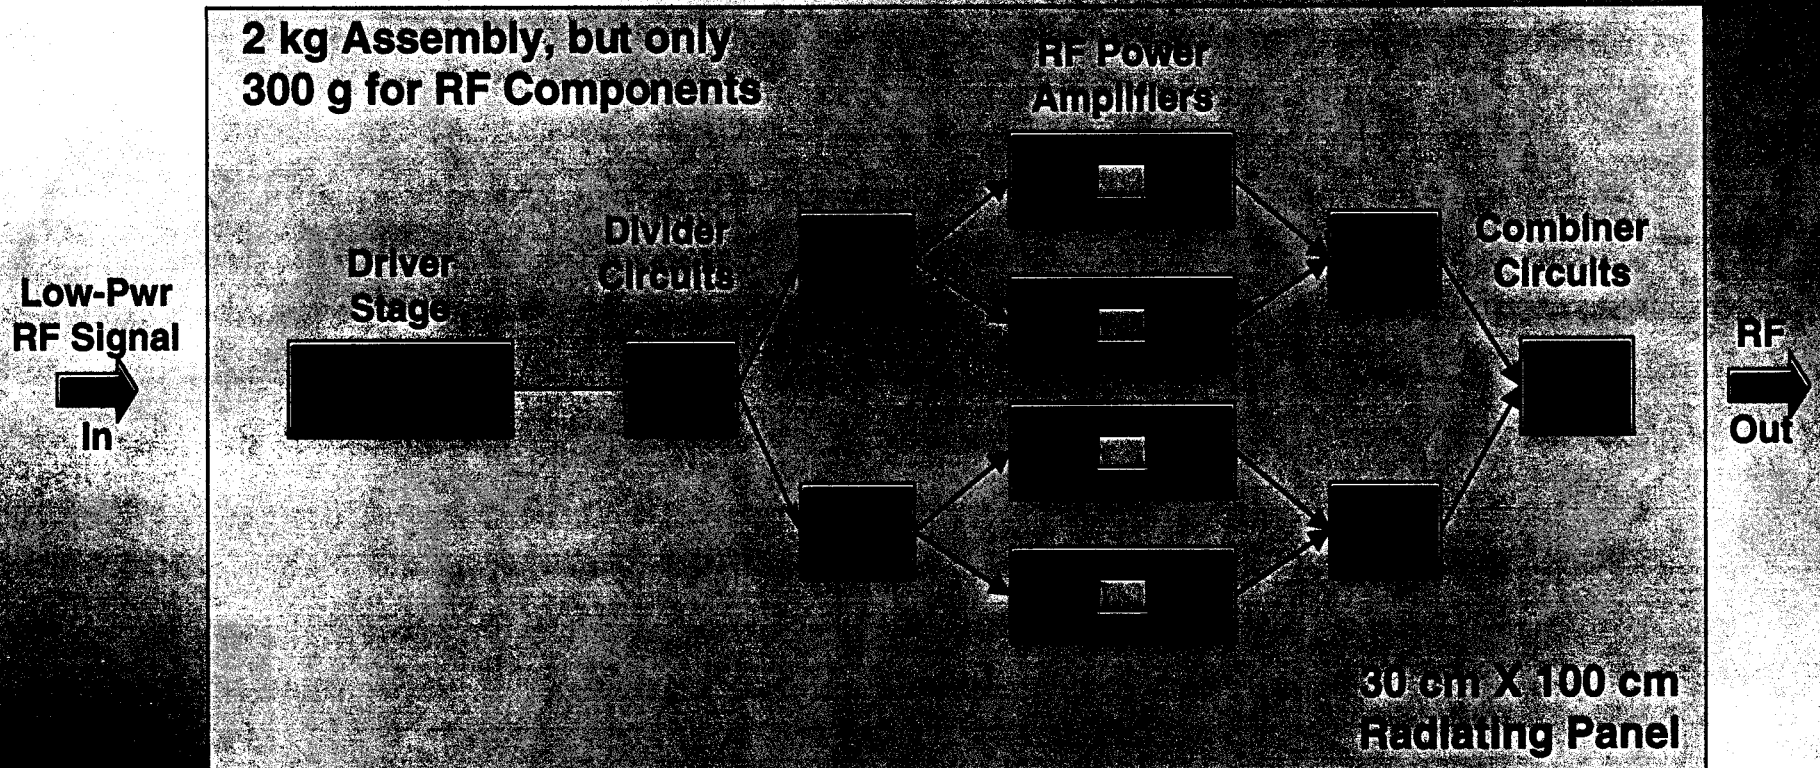 2 kg Assembly, but only
300 g for RF Components
RF Power
Amplifiers
Divider
Circuits
Driver
Stage
Combiner
Circuits
Low-Pwr
RF Signal
In
RF
Out
30 cm X 100 cm
Radiating Panel